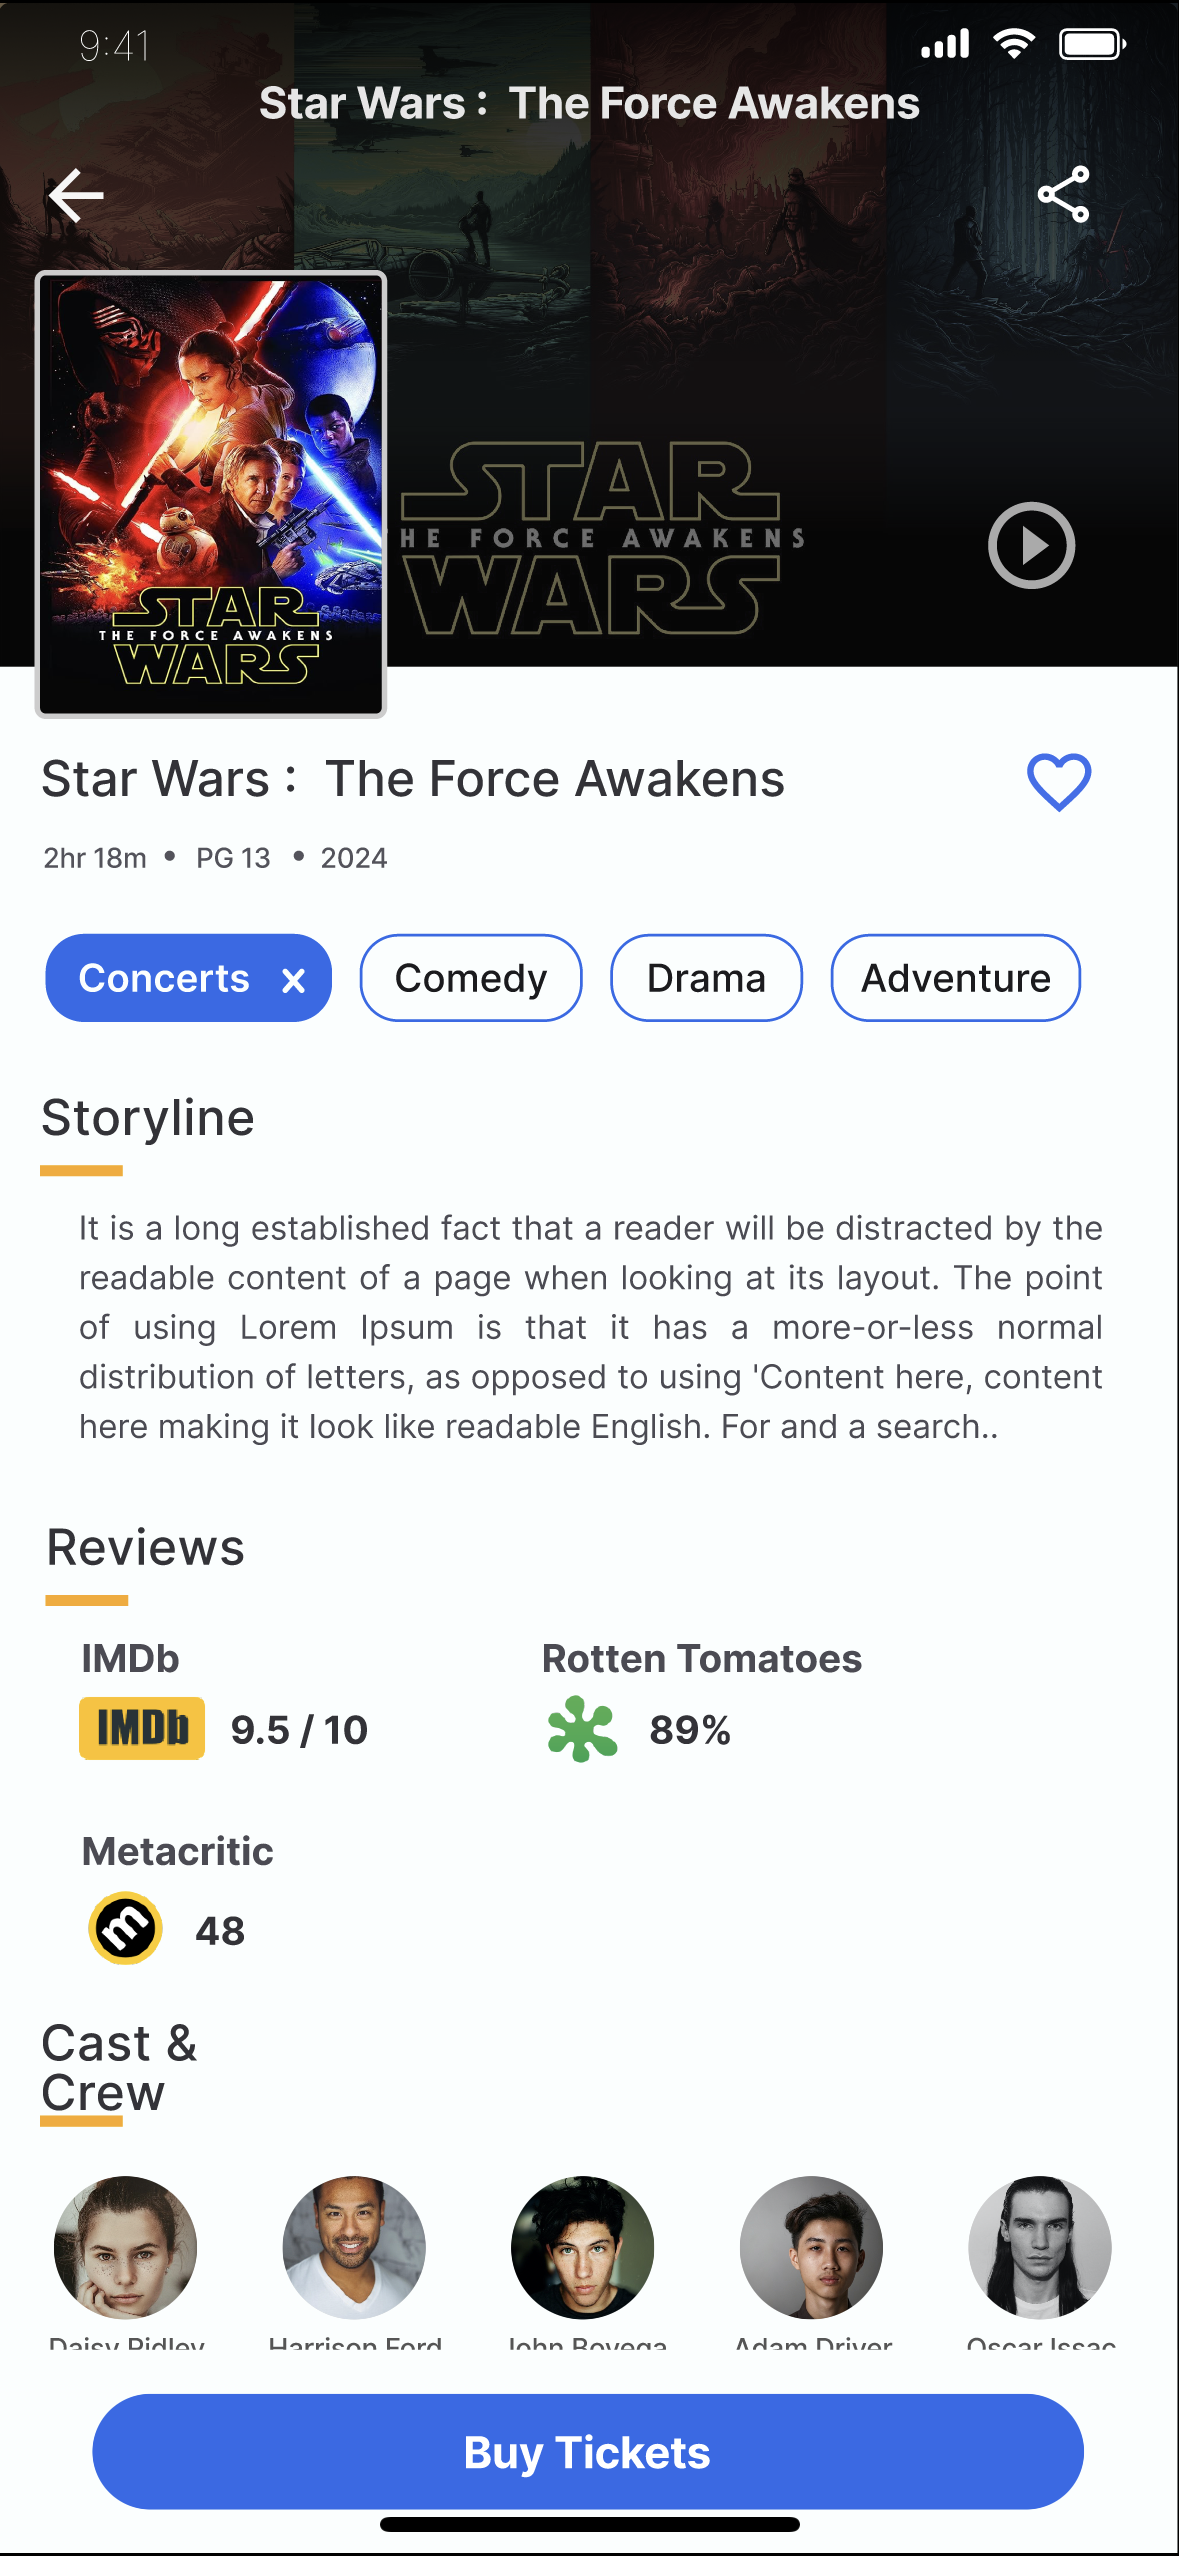 9:41
Star Wars : The Force Awakens
STAR
THE FORCE AWAKENS
WARS
STAR
THE FORCE AWAKENS
WARS
Star Wars : The Force Awakens
2hr 18m • PG 13 • 2024
Concerts x Comedy Drama Adventure
Storyline
It is a long established fact that a reader will be distracted by the
readable content of a page when looking at its layout. The point
of using Lorem Ipsum is that it has a more-or-less normal
distribution of letters, as opposed to using 'Content here, content
here making it look like readable English. For and a search..
Reviews
IMDb Rotten Tomatoes
IMDb 9.5 / 10 89%
Metacritic
m 48
Cast &
Crew
Daisy Ridley Harrison Ford John Boyega Adam Driver Oscar Issac
Buy Tickets